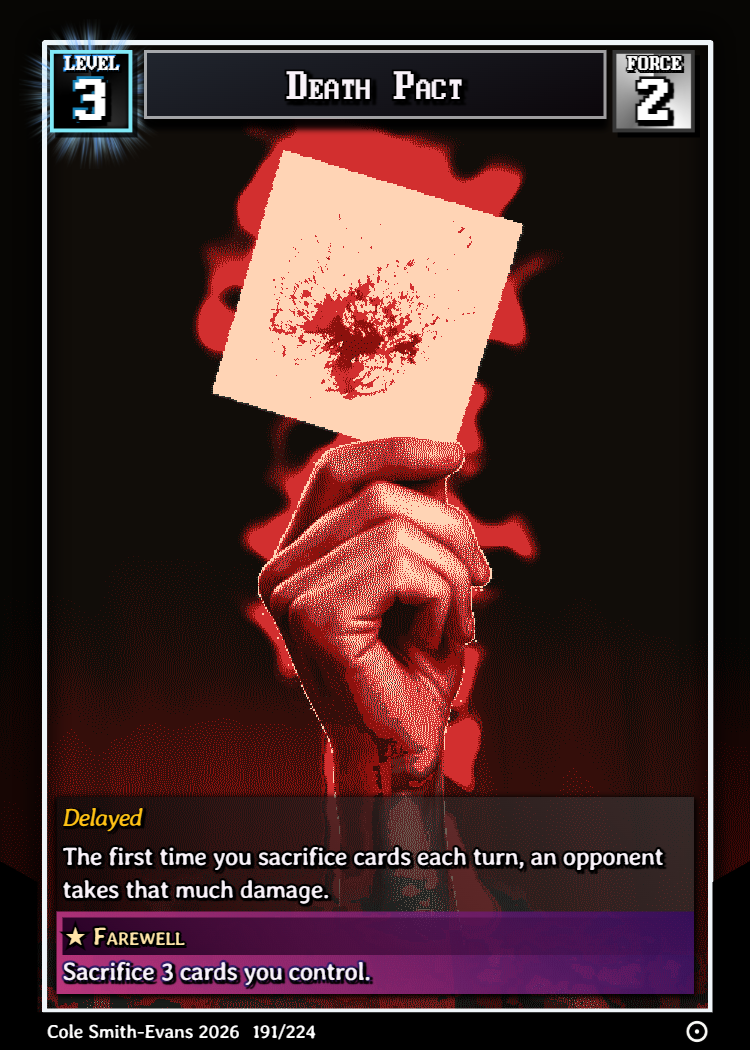 LEVEL
3
Death Pact
FORCE
2
Delayed
The first time you sacrifice cards each turn, an opponent
takes that much damage.
★ Farewell
Sacrifice 3 cards you control.
Cole Smith-Evans 2026 191/224